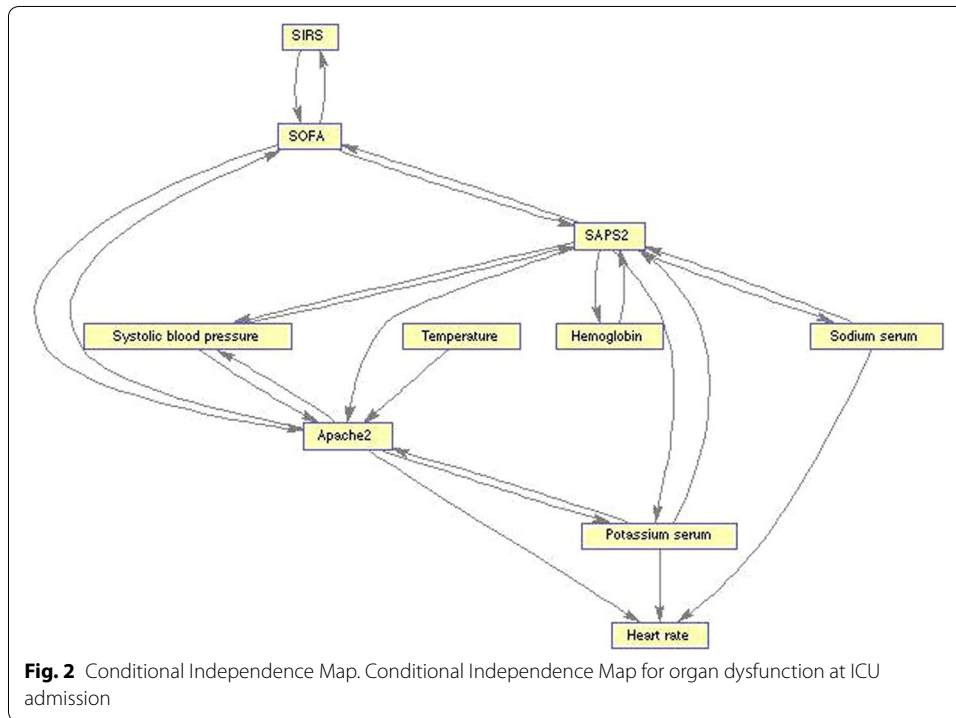 SIRS
SOFA
SAPS2
Systolic blood pressure
Temperature
Hemoglobin
Sodium serum
Apache2
Potassium serum
Heart rate
Fig. 2 Conditional Independence Map. Conditional Independence Map for organ dysfunction at ICU
admission